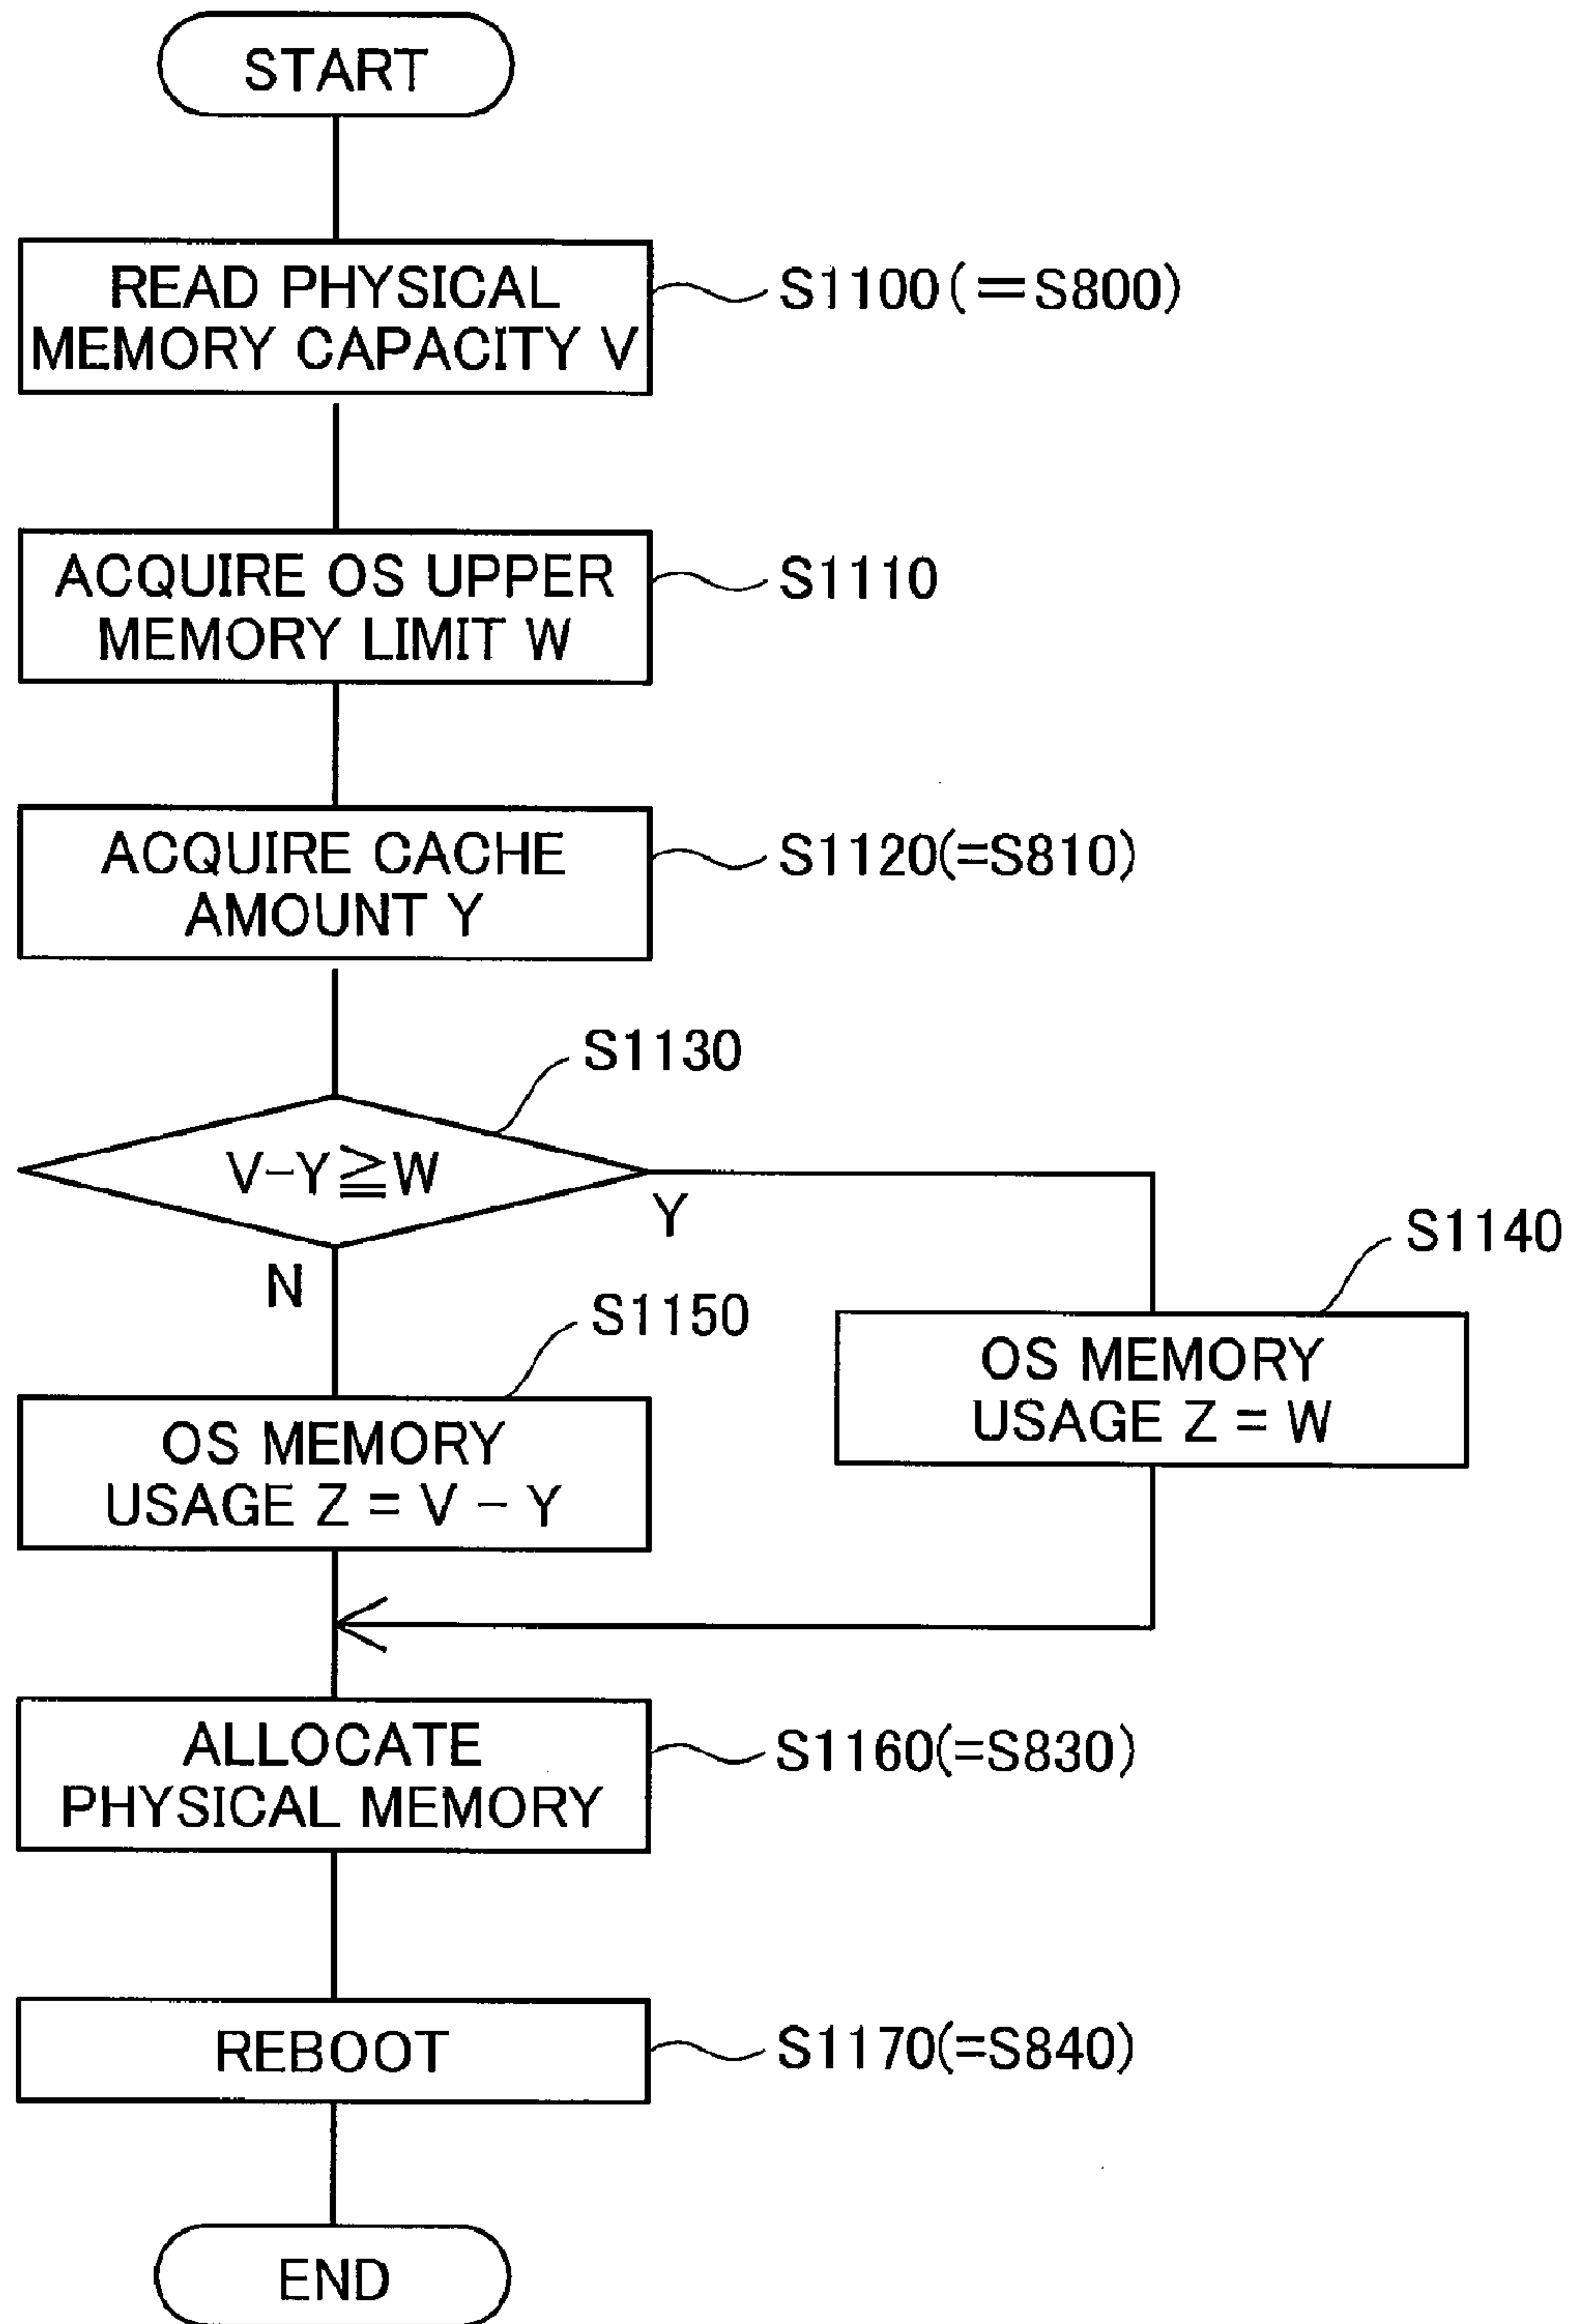 START
READ PHYSICAL
MEMORY CAPACITY V
S1100(=S800)
ACQUIRE OS UPPER
MEMORY LIMIT W
S1110
ACQUIRE CACHE
AMOUNT Y
S1120(=S810)
S1130
V-Y≧W
Y
N
S1140
OS MEMORY
USAGE Z = W
S1150
OS MEMORY
USAGE Z = V - Y
ALLOCATE
PHYSICAL MEMORY
S1160(=S830)
REBOOT
S1170(=S840)
END